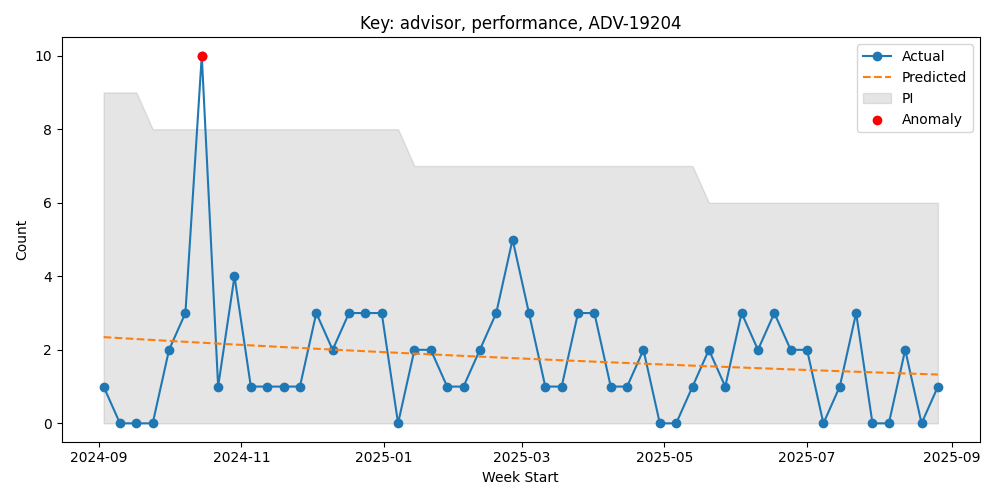 Key: advisor, performance, ADV-19204
Actual
Predicted
PI
Anomaly
10
8
6
4
2
0
Count
2024-09
2024-11
2025-01
2025-03
2025-05
2025-07
2025-09
Week Start